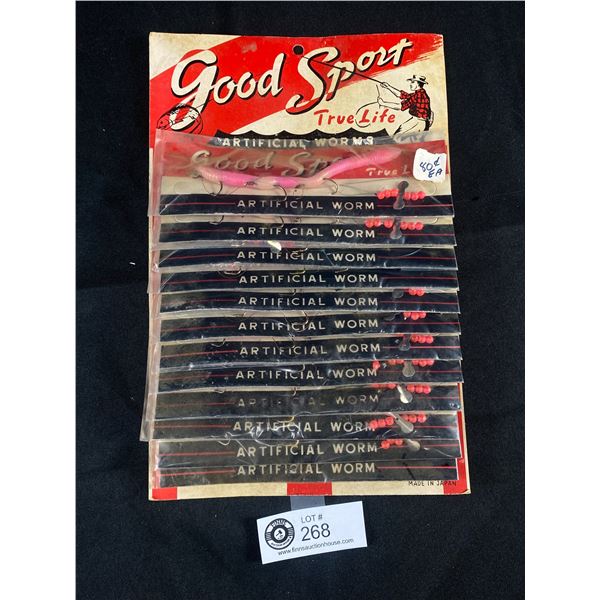 Good Sport
True Life
ARTIFICIAL WORMS
Good Sport
True L
80¢
EA
ARTIFICIAL WORM
ARTIFICIAL WORM
ARTIFICIAL WORM
ARTIFICIAL WORM
ARTIFICIAL WORM
ARTIFICIAL WORM
ARTIFICIAL WORM
ARTIFICIAL WORM
ARTIFICIAL WORM
ARTIFICIAL WORM
ARTIFICIAL WORM
ARTIFICIAL WORM
MADE IN JAPAN
LOT #
268
www.finnsauctionhouse.com